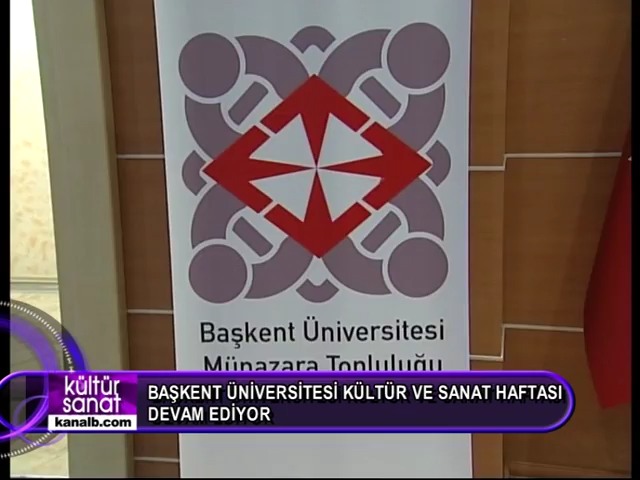 Başkent Üniversitesi
Münazara Topluluğu
kültür
sanat
kanalb.com
BAŞKENT ÜNİVERSİTESİ KÜLTÜR VE SANAT HAFTASI
DEVAM EDİYOR